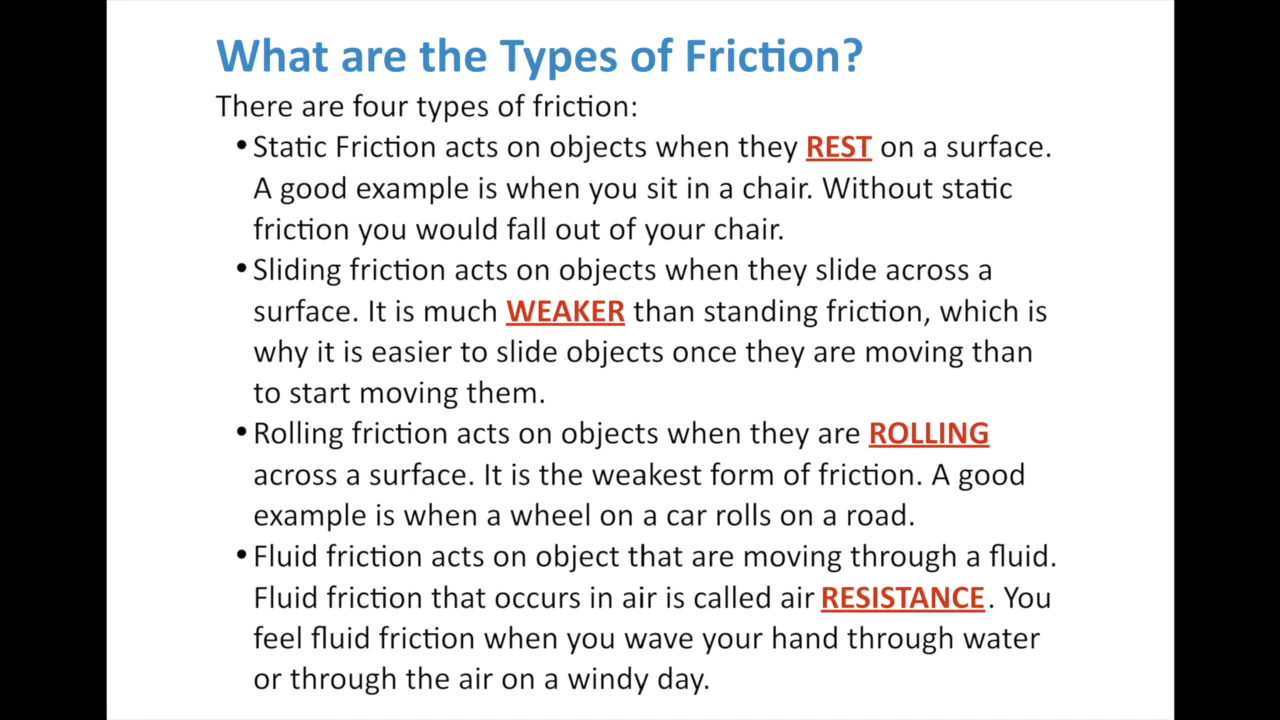 What are the Types of Friction?
There are four types of friction:
• Static Friction acts on objects when they REST on a surface.
A good example is when you sit in a chair. Without static
friction you would fall out of your chair.
• Sliding friction acts on objects when they slide across a
surface. It is much WEAKER than standing friction, which is
why it is easier to slide objects once they are moving than
to start moving them.
• Rolling friction acts on objects when they are ROLLING
across a surface. It is the weakest form of friction. A good
example is when a wheel on a car rolls on a road.
• Fluid friction acts on object that are moving through a fluid.
Fluid friction that occurs in air is called air RESISTANCE. You
feel fluid friction when you wave your hand through water
or through the air on a windy day.